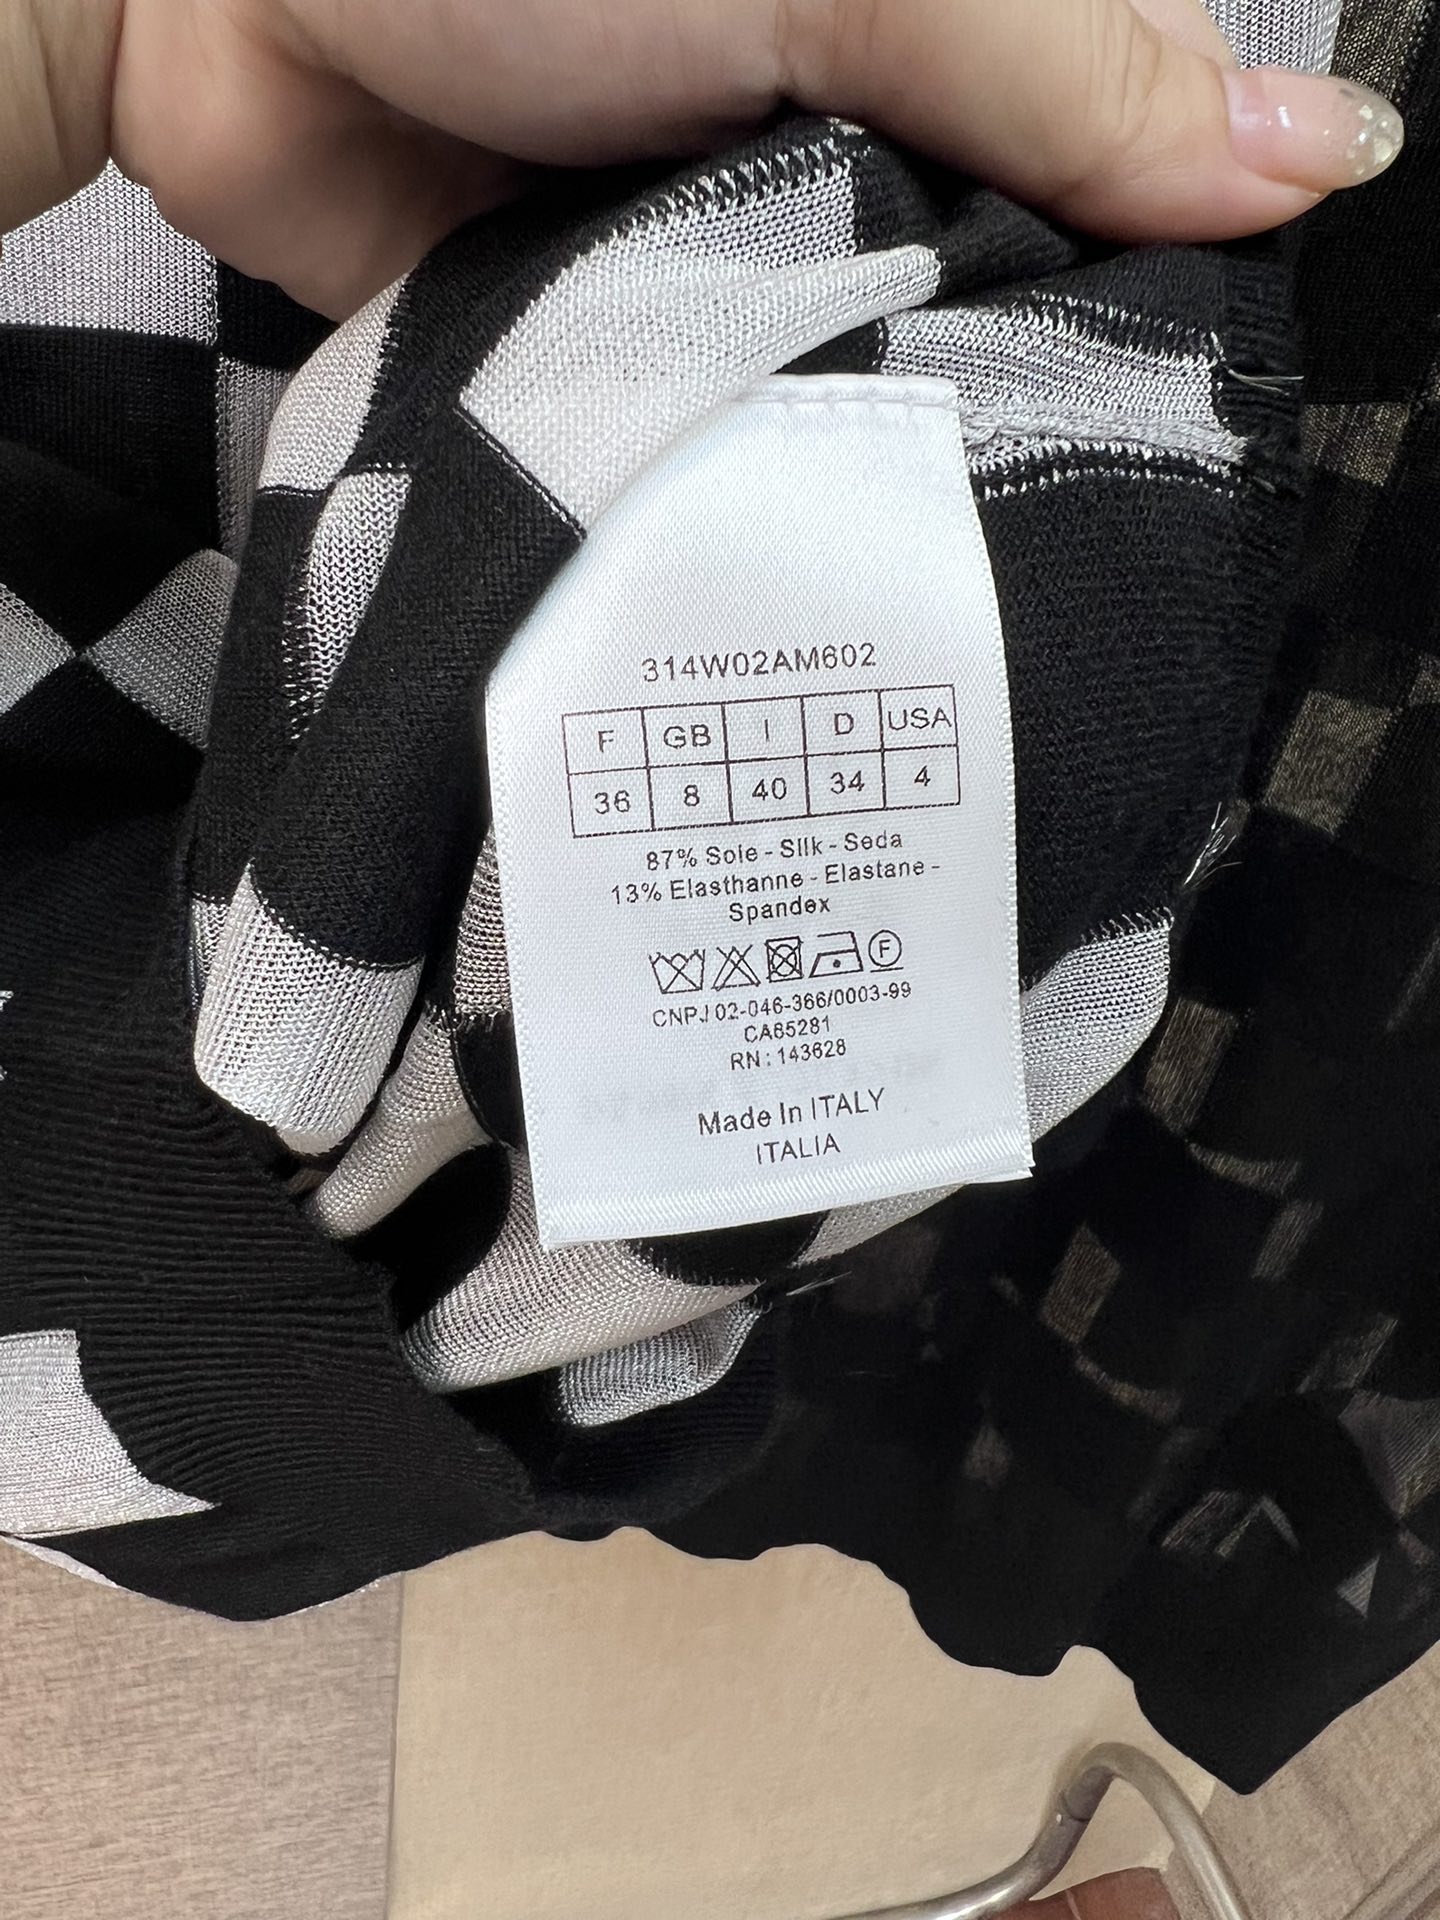 314W02AM602
F GB I D USA
36 8 40 34 4
87% Soie - Silk - Seda
13% Elasthanne - Elastane -
Spandex
F
CNPJ 02-046-366/0003-99
CA65281
RN : 143628
Made In ITALY
ITALIA